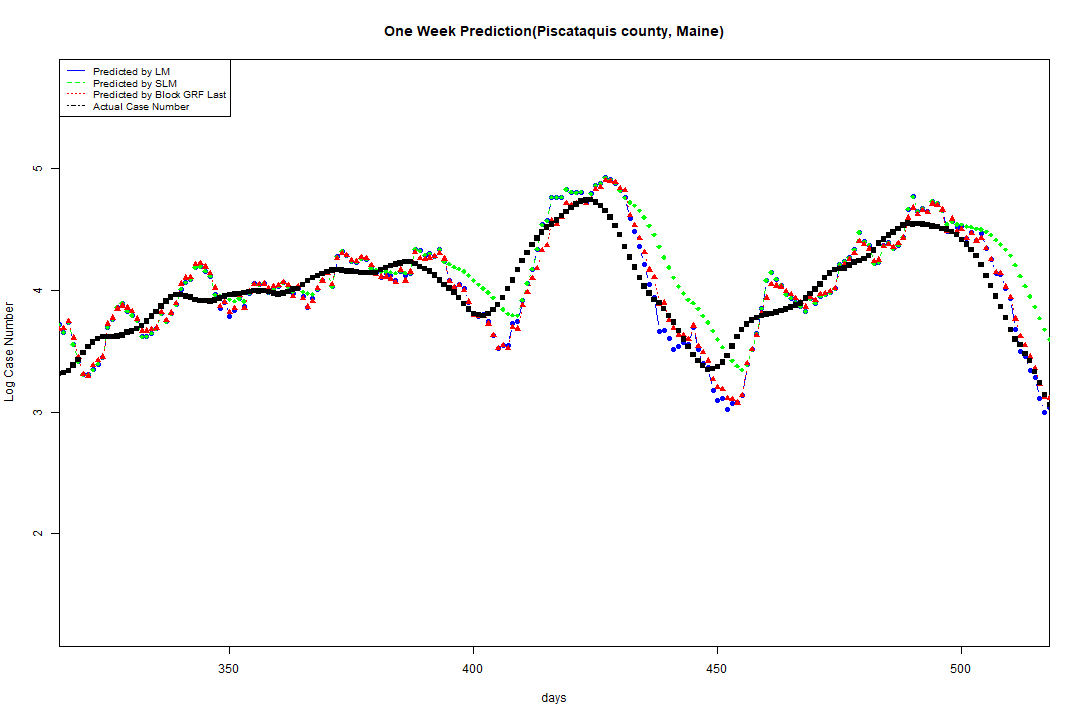 One Week Prediction(Piscataquis county, Maine)
Predicted by LM
Predicted by SLM
Predicted by Block GRF Last
Actual Case Number
5
4
3
2
Log Case Number
350 400 450 500
days